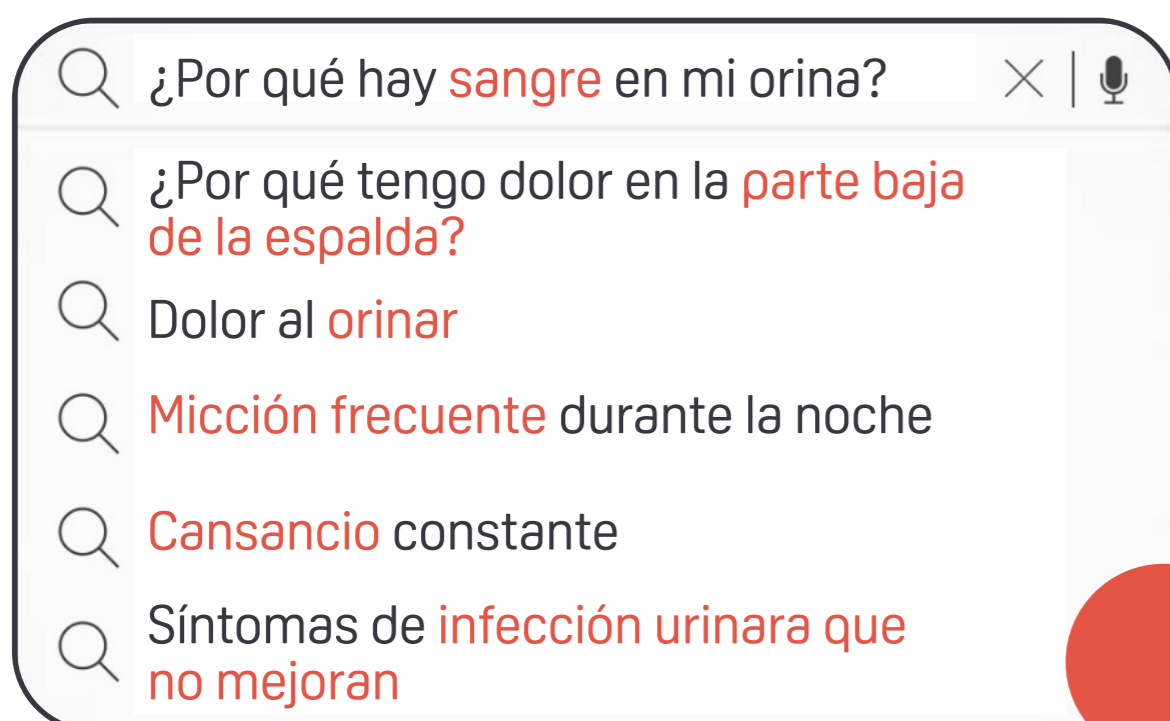 ¿Por qué hay sangre en mi orina?
¿Por qué tengo dolor en la parte baja
de la espalda?
Dolor al orinar
Micción frecuente durante la noche
Cansancio constante
Síntomas de infección urinara que
no mejoran